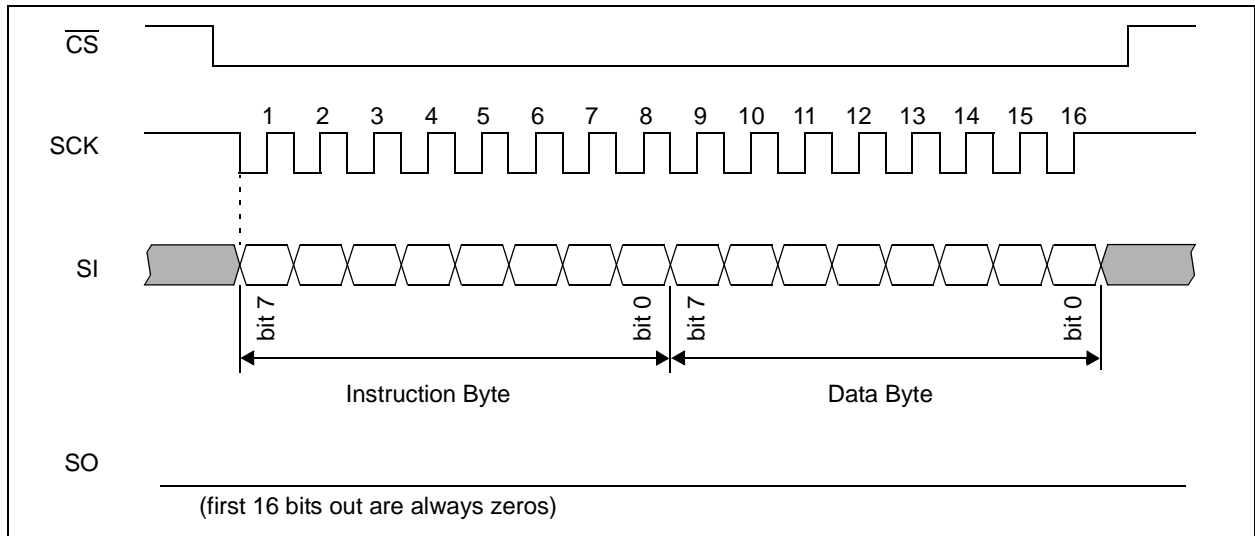 CS
1 2 3 4 5 6 7 8 9 10 11 12 13 14 15 16
SCK
SI
bit 7
bit 0
bit 7
bit 0
Instruction Byte
Data Byte
SO
(first 16 bits out are always zeros)